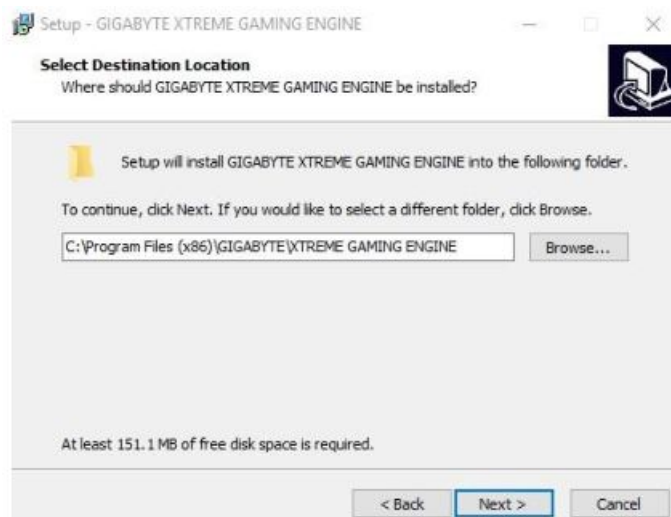 Setup - GIGABYTE XTREME GAMING ENGINE
Select Destination Location
Where should GIGABYTE XTREME GAMING ENGINE be installed?
Setup will install GIGABYTE XTREME GAMING ENGINE into the following folder.
To continue, click Next. If you would like to select a different folder, click Browse.
C:\Program Files (x86)\GIGABYTE\XTREME GAMING ENGINE
Browse...
At least 151.1 MB of free disk space is required.
< Back
Next >
Cancel